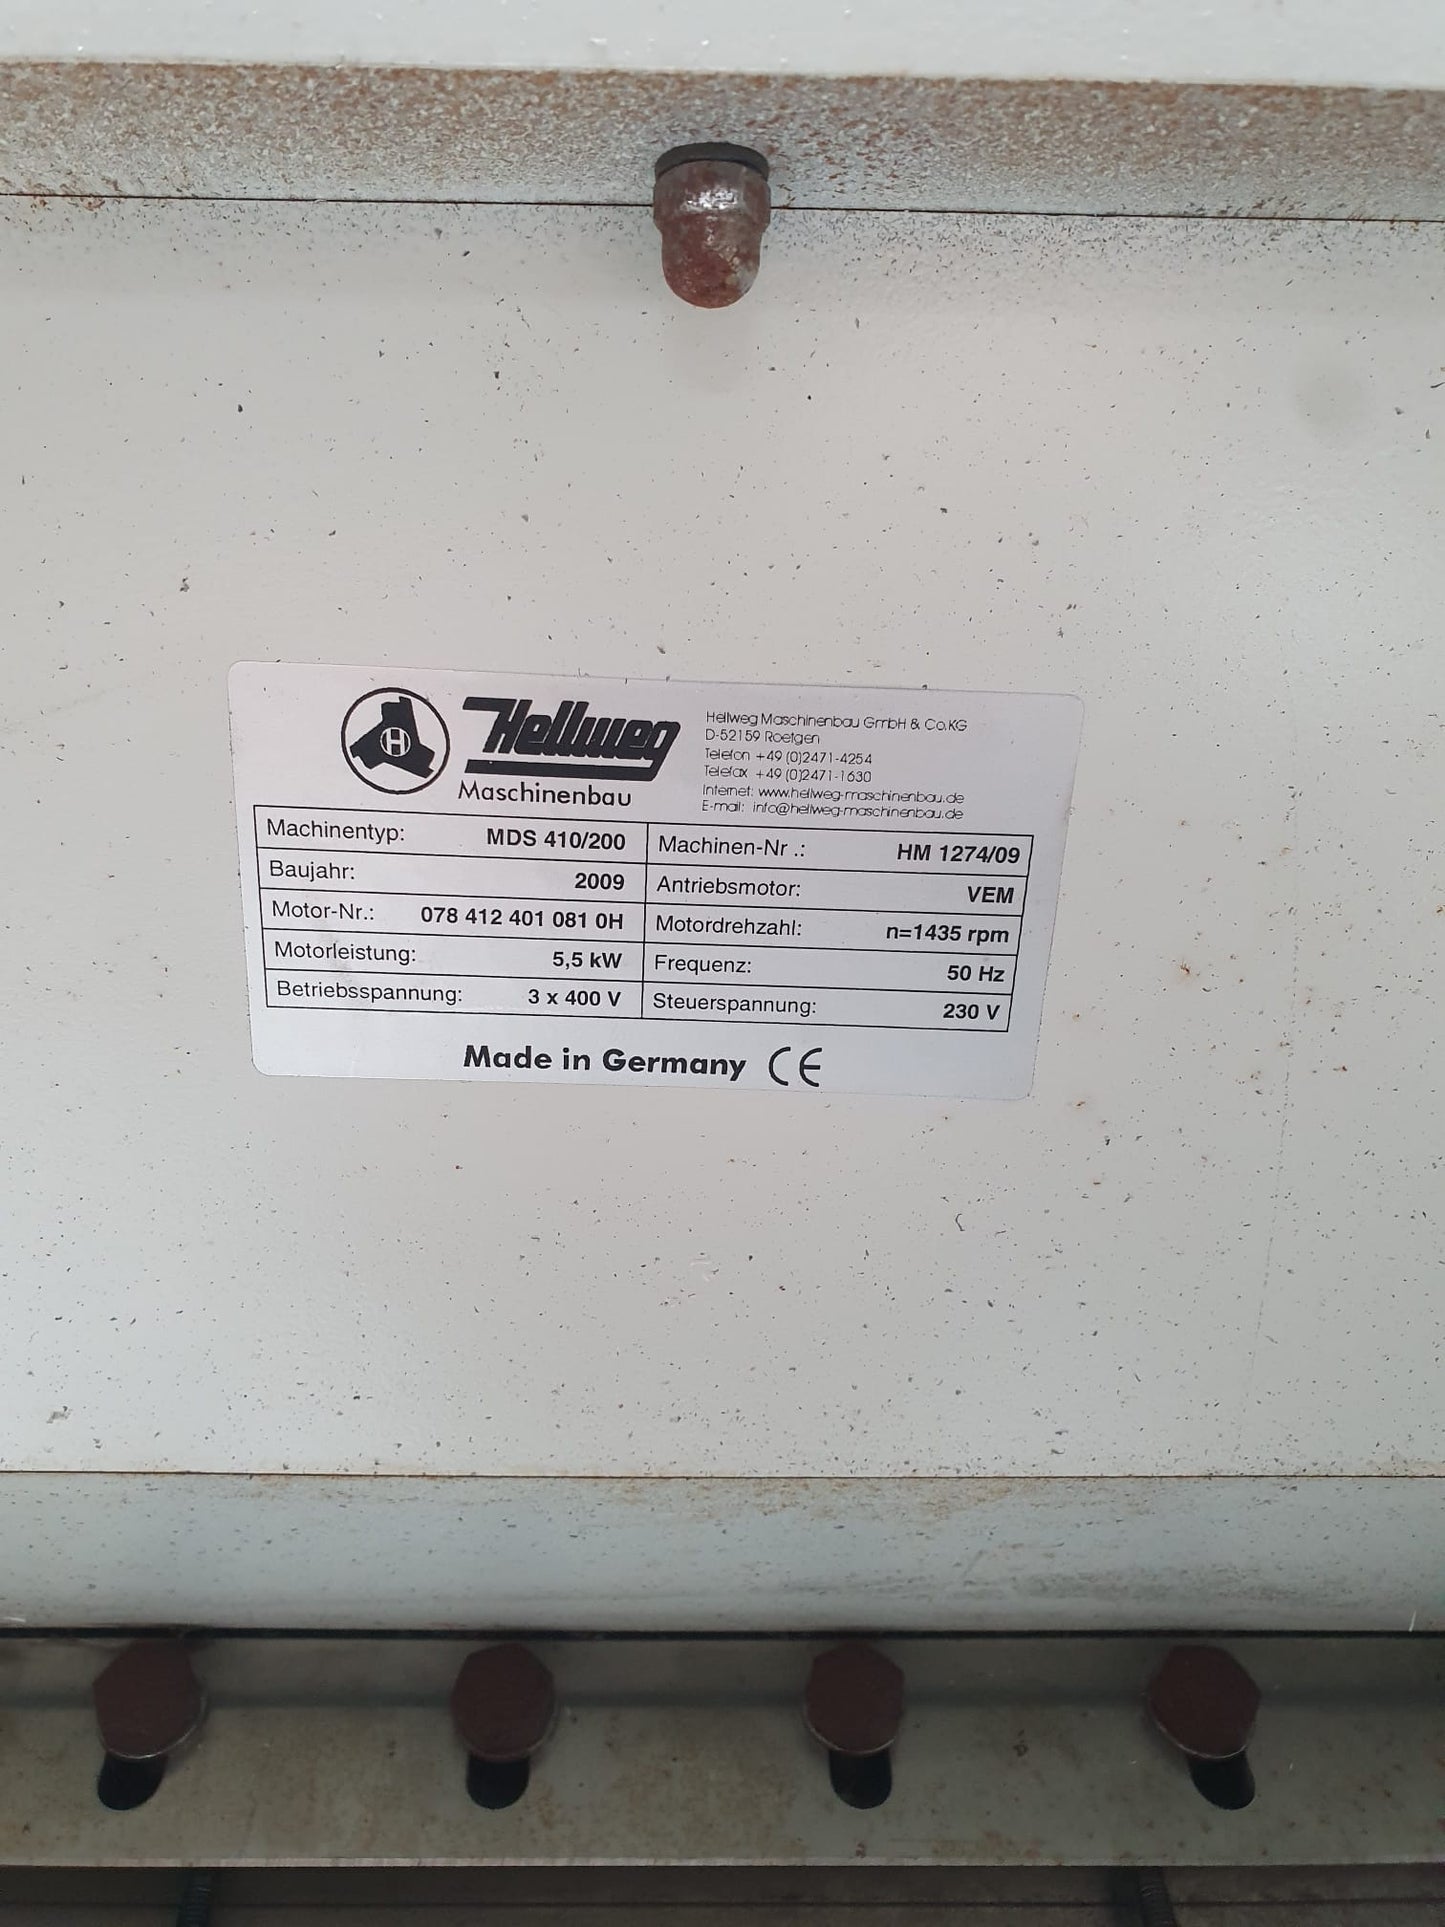 H
Hellweg
Maschinenbau
Hellweg Maschinenbau GmbH & Co.KG
D-52159 Roetgen
Telefon +49 (0)2471-4254
Telefax +49 (0)2471-1630
Internet: www.hellweg-maschinenbau.de
E-mail: info@hellweg-maschinenbau.de
Machinentyp: MDS 410/200 Machinen-Nr .: HM 1274/09
Baujahr: 2009 Antriebsmotor: VEM
Motor-Nr.: 078 412 401 081 0H Motordrehzahl: n=1435 rpm
Motorleistung: 5,5 kW Frequenz: 50 Hz
Betriebsspannung: 3 x 400 V Steuerspannung: 230 V
Made in Germany CE